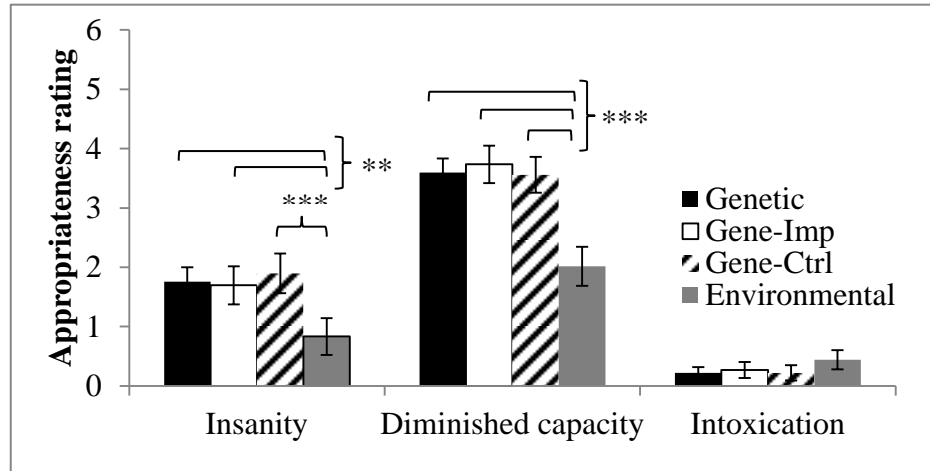 Appropriateness rating
6
5
4
3
2
1
0
**
***
***
Genetic
Gene-Imp
Gene-Ctrl
Environmental
Insanity
Diminished capacity
Intoxication